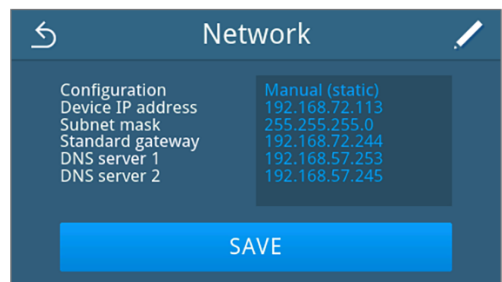 Network
Configuration Manual (static)
Device IP address 192.168.72.113
Subnet mask 255.255.255.0
Standard gateway 192.168.72.244
DNS server 1 192.168.57.253
DNS server 2 192.168.57.245
SAVE